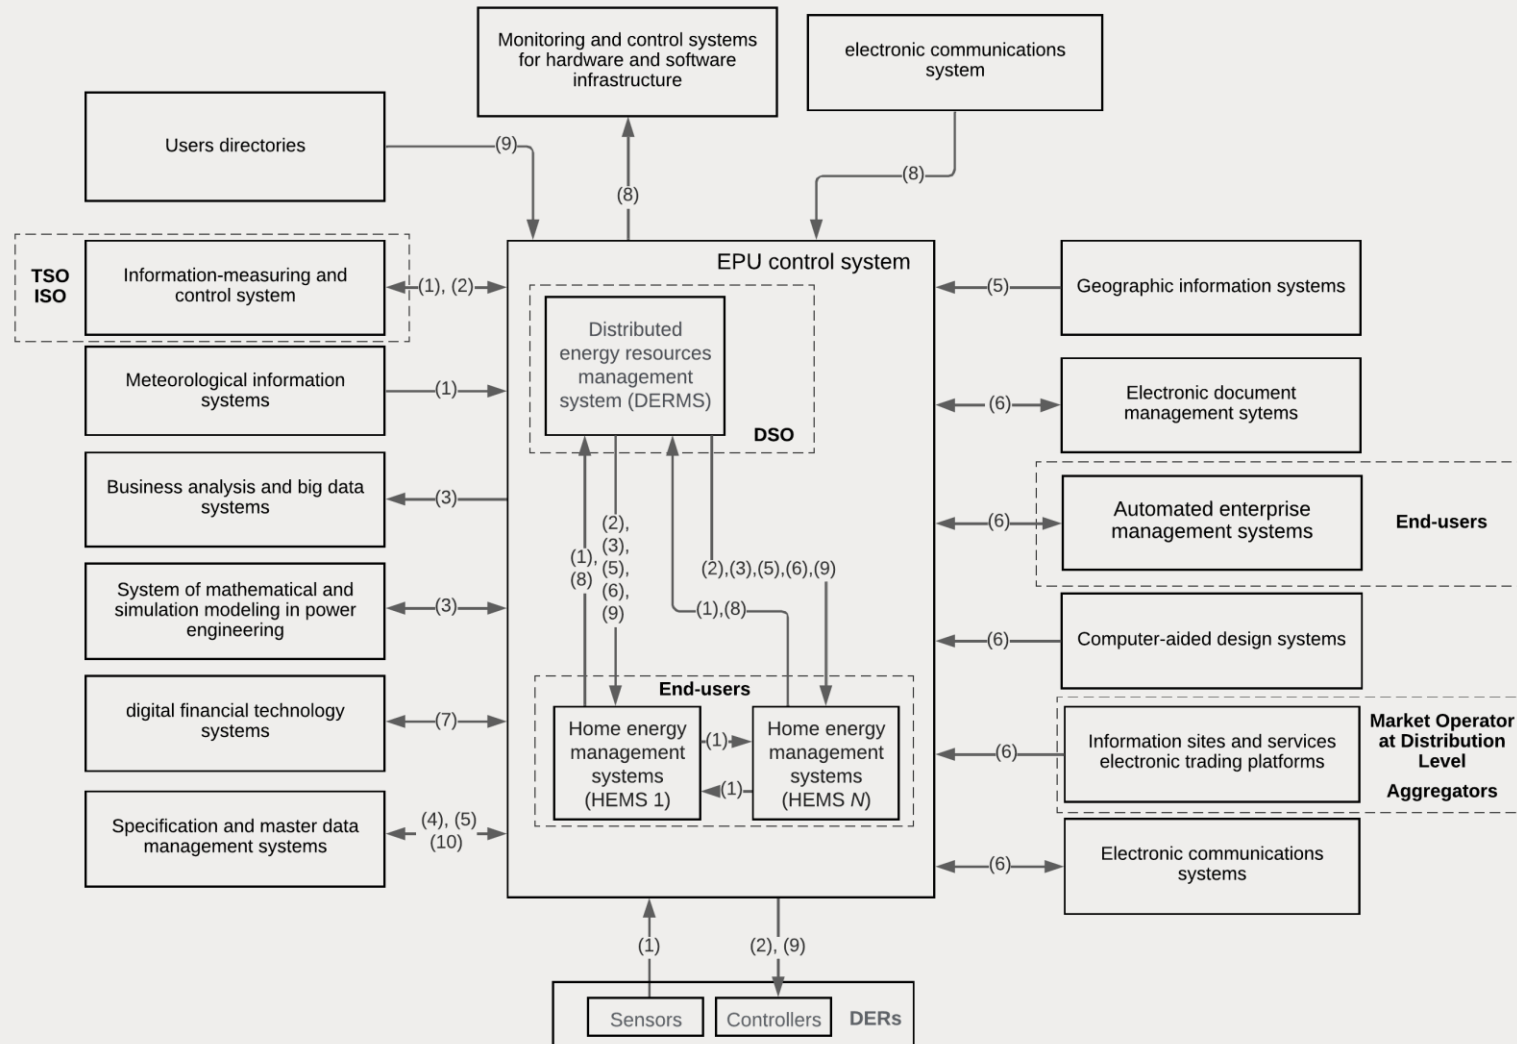 Monitoring and control systems
for hardware and software
infrastructure
electronic communications
system
Users directories
(9)
(8)
(8)
TSO
ISO
Information-measuring and
control system
(1), (2)
EPU control system
Geographic information systems
(5)
Distributed
energy resources
management
system (DERMS)
DSO
Meteorological information
systems
(1)
Electronic document
management sytems
(6)
Business analysis and big data
systems
(3)
Automated enterprise
management systems
(6)
End-users
(1),
(8)
(2),
(3),
(5),
(6),
(9)
(2),(3),(5),(6),(9)
(1),(8)
System of mathematical and
simulation modeling in power
engineering
(3)
Computer-aided design systems
(6)
digital financial technology
systems
(7)
End-users
Home energy
management
systems
(HEMS 1)
(1)
(1)
Home energy
management
systems
(HEMS N)
Information sites and services
electronic trading platforms
(6)
Market Operator
at Distribution
Level
Aggregators
Specification and master data
management systems
(4), (5)
(10)
Electronic communications
systems
(6)
(1)
(2), (9)
Sensors
Controllers
DERs